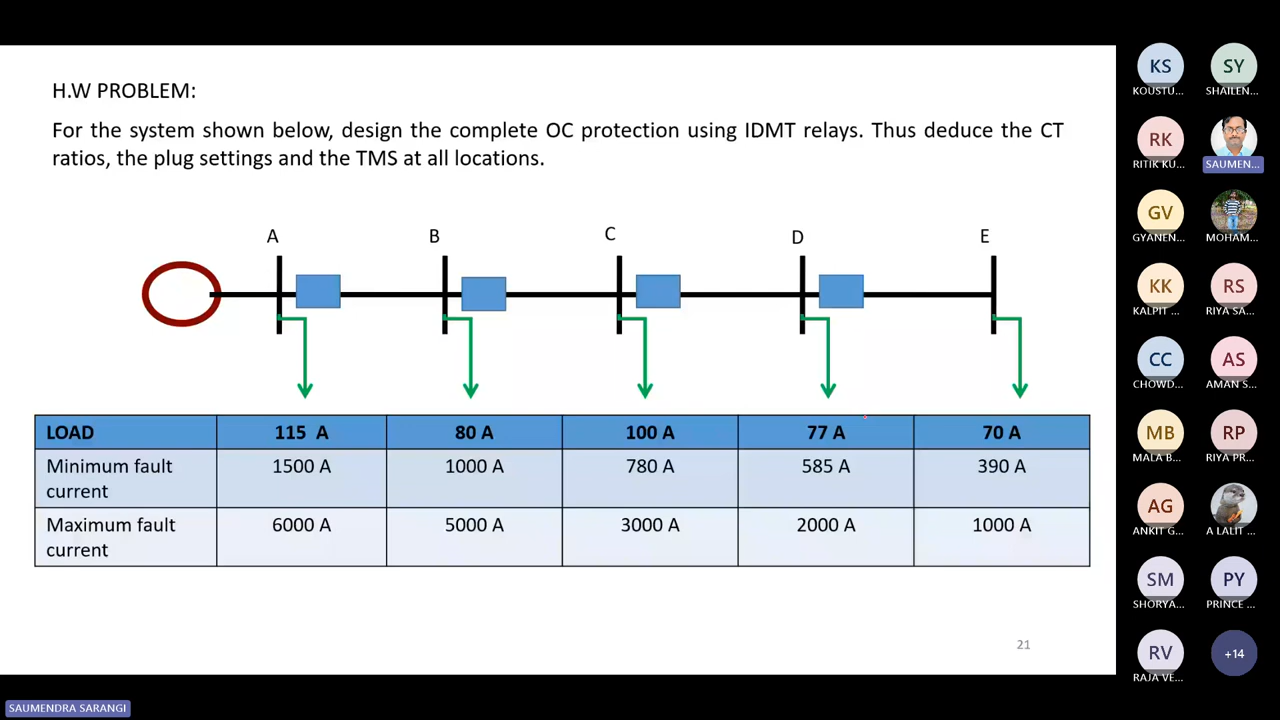 H.W PROBLEM:
For the system shown below, design the complete OC protection using IDMT relays. Thus deduce the CT
ratios, the plug settings and the TMS at all locations.
A B C D E
LOAD 115 A 80 A 100 A 77 A 70 A
Minimum fault current 1500 A 1000 A 780 A 585 A 390 A
Maximum fault current 6000 A 5000 A 3000 A 2000 A 1000 A
21
KS SY
KOUSTU... SHAILEN...
RK
RITIK KU... SAUMEN...
GV
GYANEN... MOHAM...
KK RS
KALPIT ... RIYA SA...
CC AS
CHOWD... AMAN S...
MB RP
MALA B... RIYA PR...
AG
ANKIT G... A LALIT ...
SM PY
SHORYA... PRINCE ...
RV +14
RAJA VE...
SAUMENDRA SARANGI